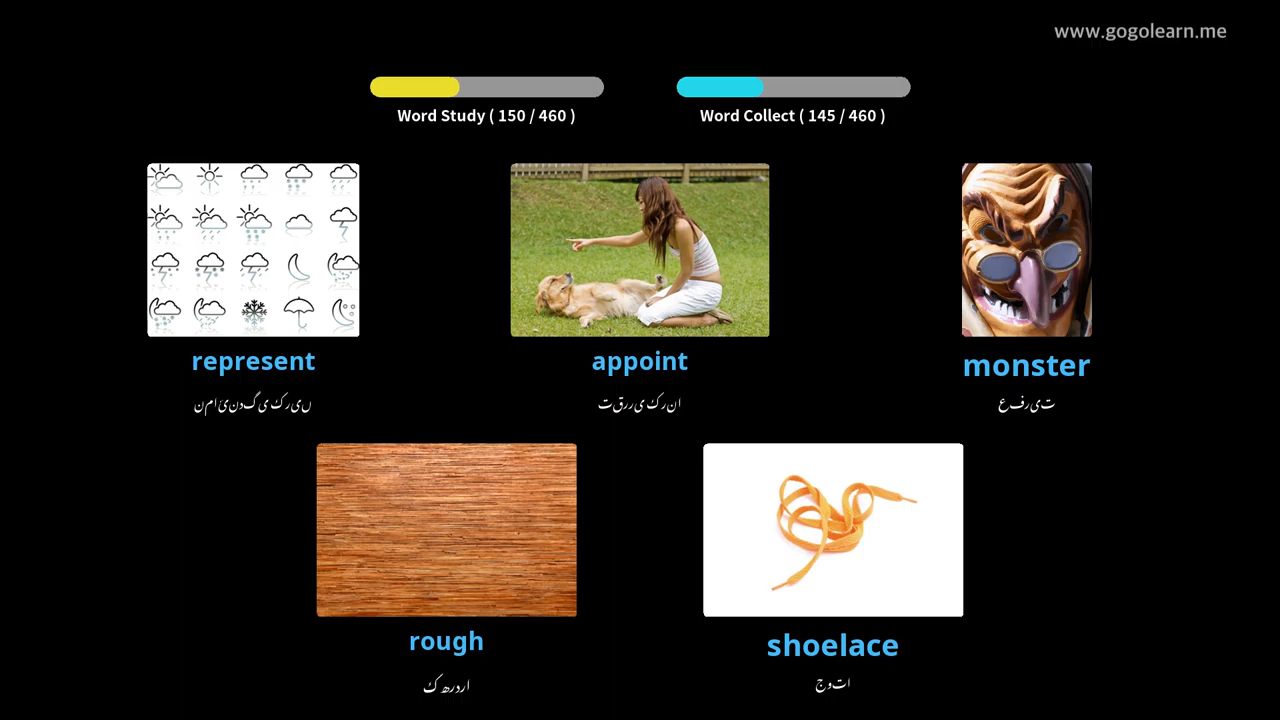 www.gogolearn.me
Word Study ( 150 / 460 )
Word Collect ( 145 / 460 )
represent
نمائندگی کریں
appoint
تقرری کرنا
monster
عفریت
rough
کھردرا
shoelace
جوتا